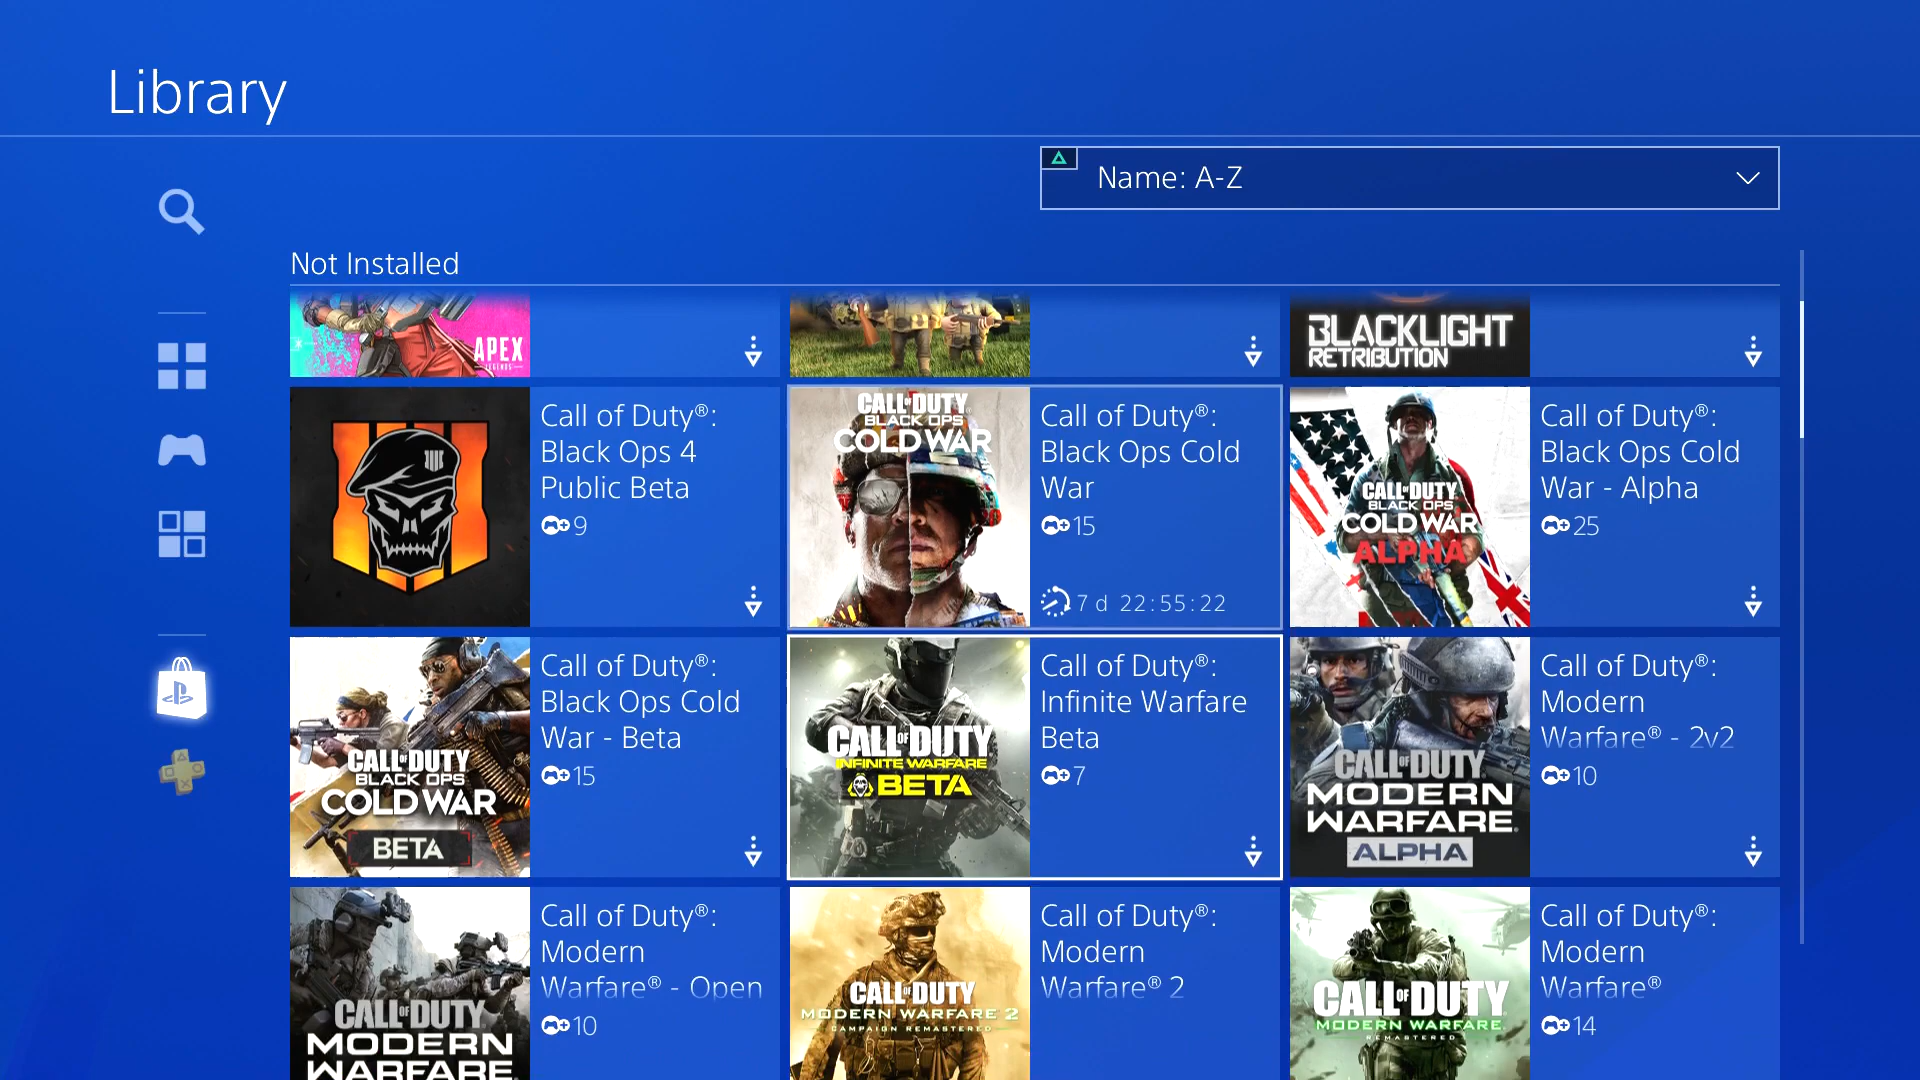 Library
Name: A-Z
Not Installed
APEX
LEGENDS
BLACKLIGHT
RETRIBUTION
Call of Duty®:
Black Ops 4
Public Beta
9
CALL OF DUTY
BLACK OPS
COLD WAR
Call of Duty®:
Black Ops Cold
War
15
7 d 22:55:22
CALL OF DUTY
BLACK OPS
COLD WAR
ALPHA
Call of Duty®:
Black Ops Cold
War - Alpha
25
CALL OF DUTY
BLACK OPS
COLD WAR
BETA
Call of Duty®:
Black Ops Cold
War - Beta
15
CALL OF DUTY
INFINITE WARFARE
BETA
Call of Duty®:
Infinite Warfare
Beta
7
CALL OF DUTY
MODERN
WARFARE
ALPHA
Call of Duty®:
Modern
Warfare® - 2v2
10
CALL OF DUTY
MODERN
WARFARE
Call of Duty®:
Modern
Warfare® - Open
10
CALL OF DUTY
MODERN WARFARE 2
CAMPAIGN REMASTERED
Call of Duty®:
Modern
Warfare® 2
CALL OF DUTY
MODERN WARFARE
REMASTERED
Call of Duty®:
Modern
Warfare®
14